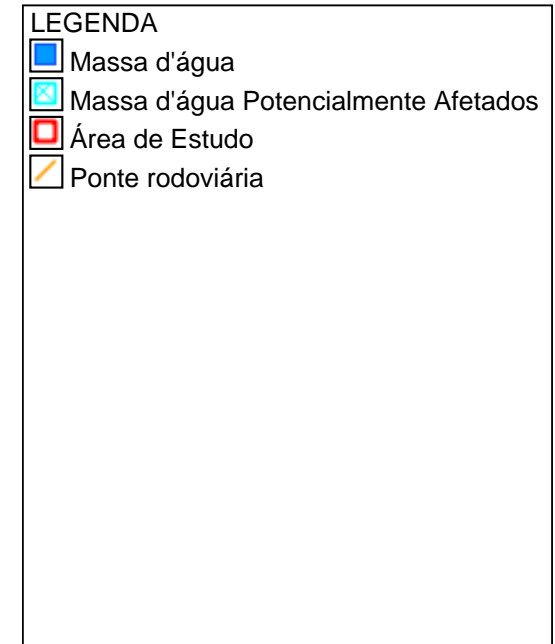 LEGENDA
Massa d'água
Massa d'água Potencialmente Afetados
Área de Estudo
Ponte rodoviária